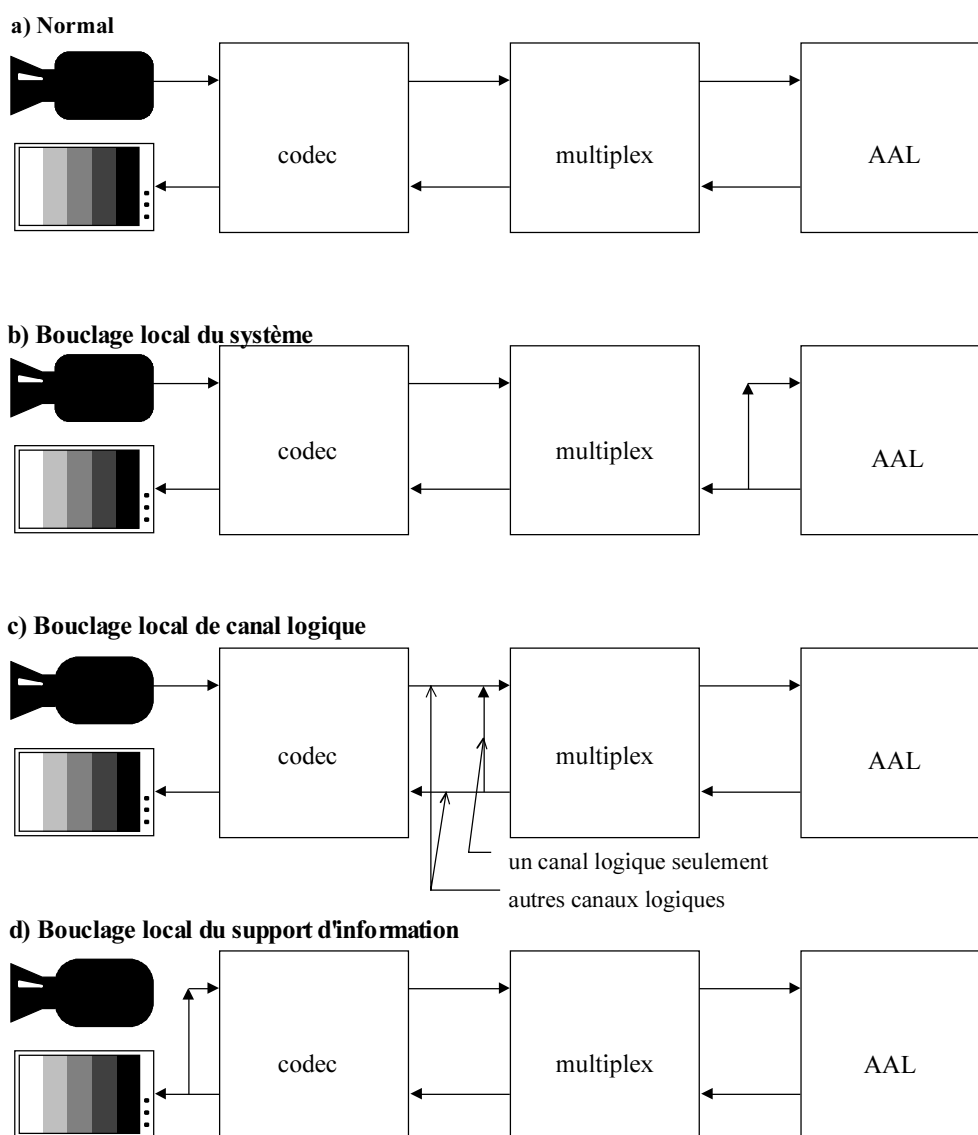 a) Normal
codec
multiplex
AAL
b) Bouclage local du système
codec
multiplex
AAL
c) Bouclage local de canal logique
codec
multiplex
AAL
un canal logique seulement
autres canaux logiques
d) Bouclage local du support d'information
codec
multiplex
AAL